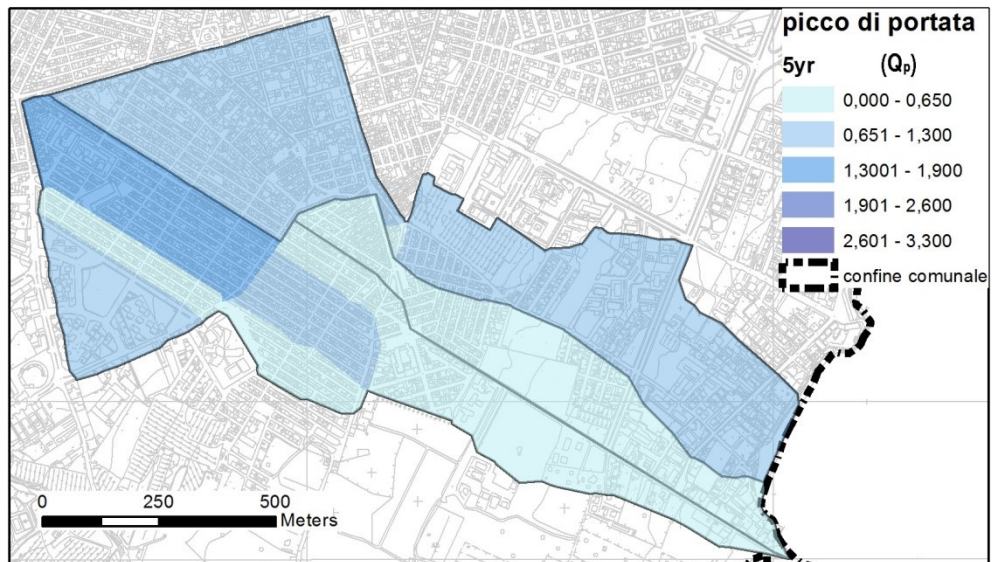 picco di portata
5yr (Qₚ)
0,000 - 0,650
0,651 - 1,300
1,3001 - 1,900
1,901 - 2,600
2,601 - 3,300
confine comunale
0 250 500
Meters